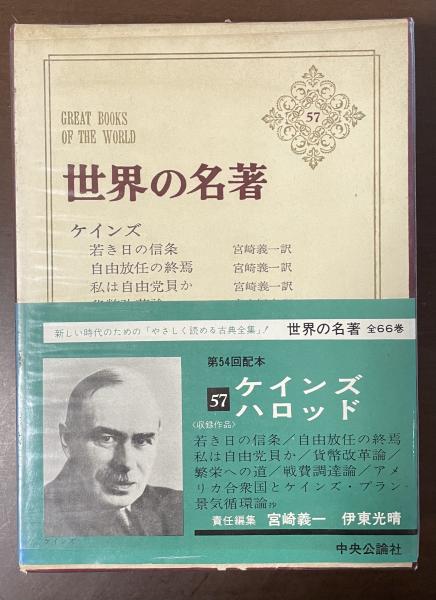 GREAT BOOKS
OF THE WORLD
57
世界の名著
ケインズ
若き日の信条 宮崎義一訳
自由放任の終焉 宮崎義一訳
私は自由党員か 宮崎義一訳
新しい時代のための「やさしく読める古典全集」!
世界の名著 全66巻
第54回配本
57 ケインズ
ハロッド
〈収録作品〉
若き日の信条/自由放任の終焉
私は自由党員か/貨幣改革論/
繁栄への道/戦費調達論/アメ
リカ合衆国とケインズ・プラン・
景気循環論抄
責任編集 宮崎義一 伊東光晴
ケインズ
中央公論社